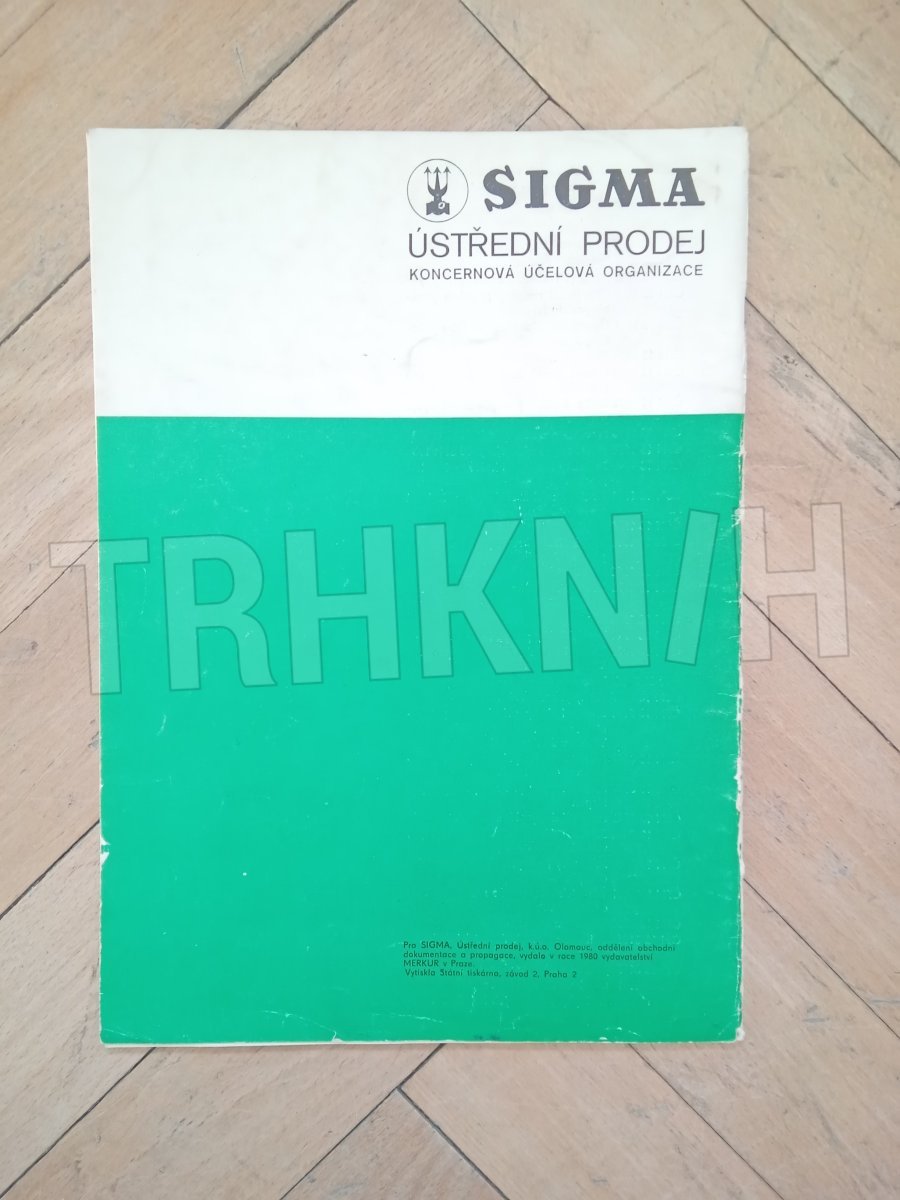 SIGMA
ÚSTŘEDNÍ PRODEJ
KONCERNOVÁ ÚČELOVÁ ORGANIZACE
TRHKNIH
Pro SIGMA, Ústřední prodej, k.ú.o. Olomouc, oddělení obchodní
dokumentace a propagace, vydalo v roce 1980 vydavatelství
MERKUR v Praze.
Vytiskla Státní tiskárna, závod 2, Praha 2